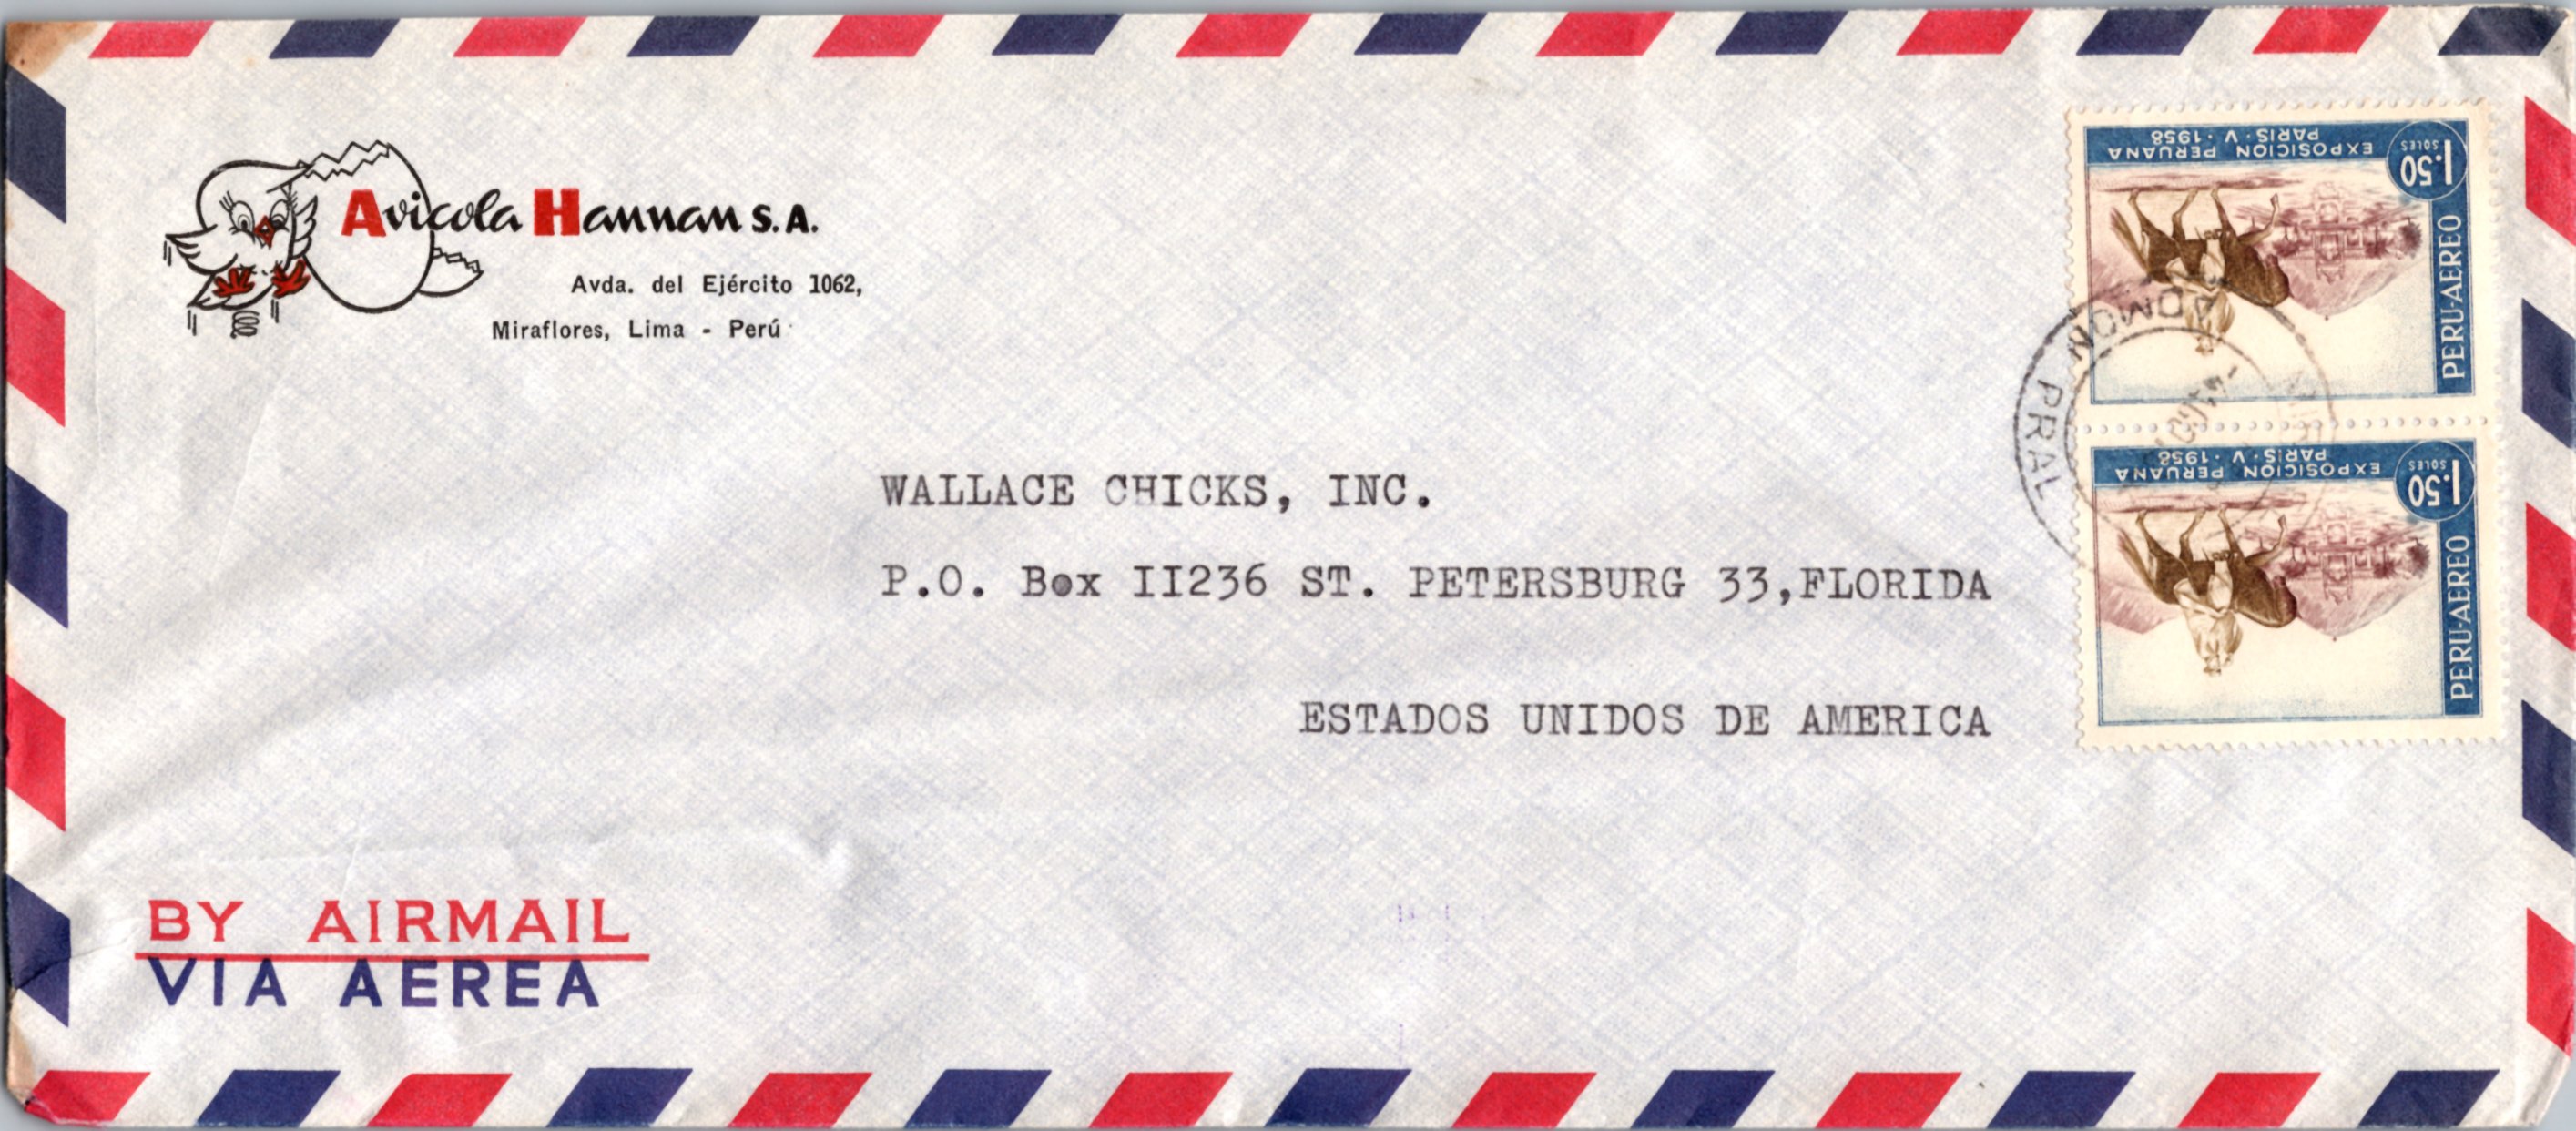 Avicola Hannan S. A.
Avda. del Ejército 1062,
Miraflores, Lima - Perú
WALLACE CHICKS, INC.
P.O. Box II236 ST. PETERSBURG 33,FLORIDA
ESTADOS UNIDOS DE AMERICA
BY AIRMAIL
VIA AEREA
1.50
SOLES
EXPOSICION PERUANA
PARIS · V · 1958
PERU-AEREO
1.50
SOLES
EXPOSICION PERUANA
PARIS · V · 1958
PERU-AEREO
PRAL